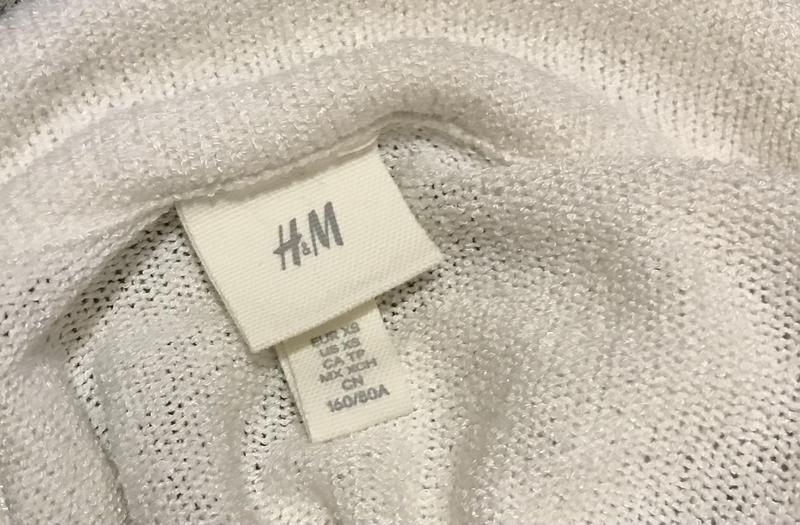 H&M
EUR XS
US XS
CA TP
MX XCH
CN
160/80A